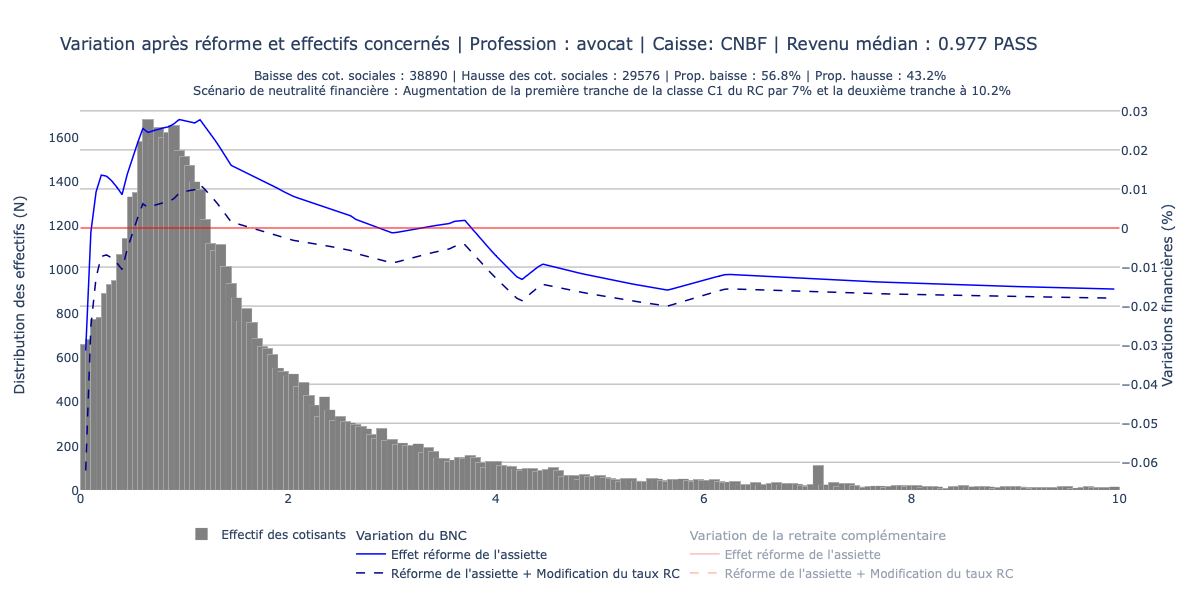 Variation après réforme et effectifs concernés | Profession : avocat | Caisse: CNBF | Revenu médian : 0.977 PASS
Baisse des cot. sociales : 38890 | Hausse des cot. sociales : 29576 | Prop. baisse : 56.8% | Prop. hausse : 43.2%
Scénario de neutralité financière : Augmentation de la première tranche de la classe C1 du RC par 7% et la deuxième tranche à 10.2%
Distribution des effectifs (N)
1600
1400
1200
1000
800
600
400
200
0
0.03
0.02
0.01
0
−0.01
−0.02
−0.03
−0.04
−0.05
−0.06
Variations financières (%)
0 2 4 6 8 10
Effectif des cotisants
Variation du BNC
Effet réforme de l'assiette
Réforme de l'assiette + Modification du taux RC
Variation de la retraite complémentaire
Effet réforme de l'assiette
Réforme de l'assiette + Modification du taux RC